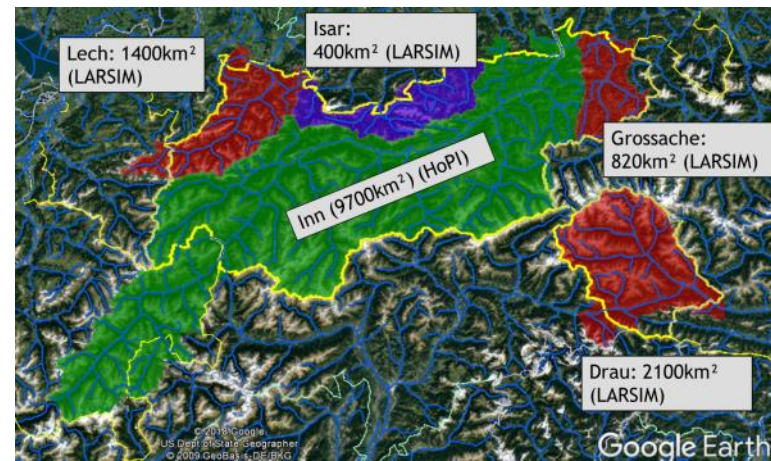 Isar:
400km² (LARSIM)
Lech: 1400km²
(LARSIM)
Grossache:
820km² (LARSIM)
Inn (9700km²) (HoPI)
Drau: 2100km²
(LARSIM)
© 2018 Google
US Dept of State Geographer
© 2009 GeoBasis-DE/BKG
Google Earth